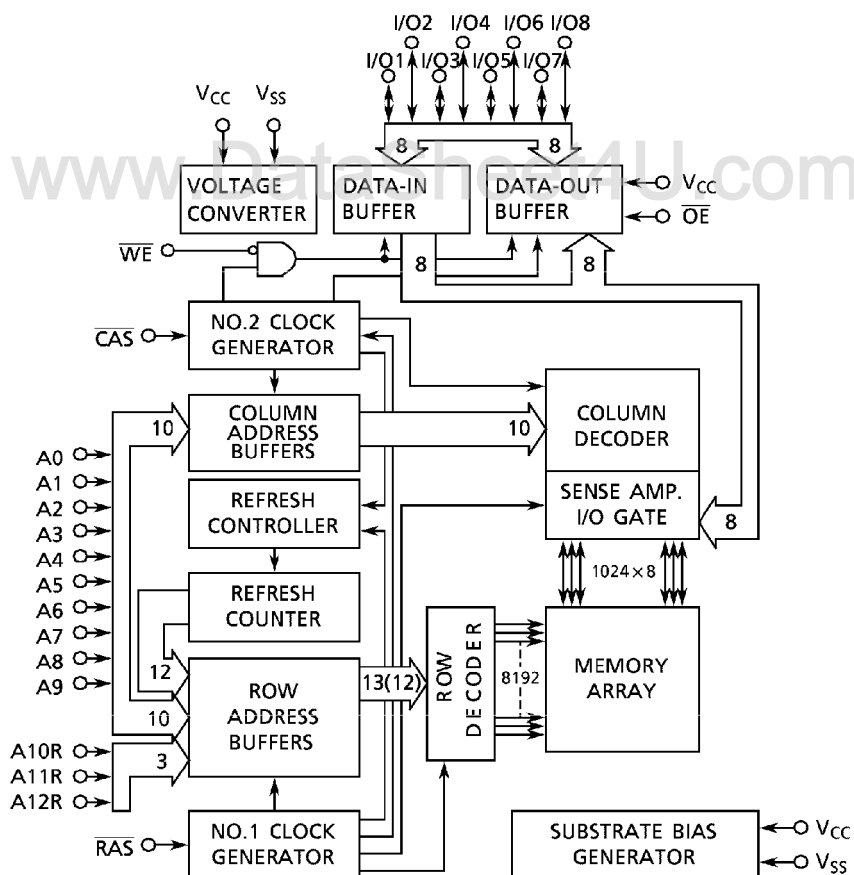 I/O2 I/O4 I/O6 I/O8
I/O1 I/O3 I/O5 I/O7
VCC VSS
8 8
www.DataSheet4U.com
VOLTAGE
CONVERTER
DATA-IN
BUFFER
DATA-OUT
BUFFER
VCC
OE
WE
8
8
CAS
NO.2 CLOCK
GENERATOR
10
COLUMN
ADDRESS
BUFFERS
10
COLUMN
DECODER
A0
A1
A2
A3
A4
A5
A6
A7
A8
A9
REFRESH
CONTROLLER
SENSE AMP.
I/O GATE
8
1024×8
REFRESH
COUNTER
12
10
3
ROW
ADDRESS
BUFFERS
13(12)
ROW
DECODER
8192
MEMORY
ARRAY
A10R
A11R
A12R
RAS
NO.1 CLOCK
GENERATOR
SUBSTRATE BIAS
GENERATOR
VCC
VSS